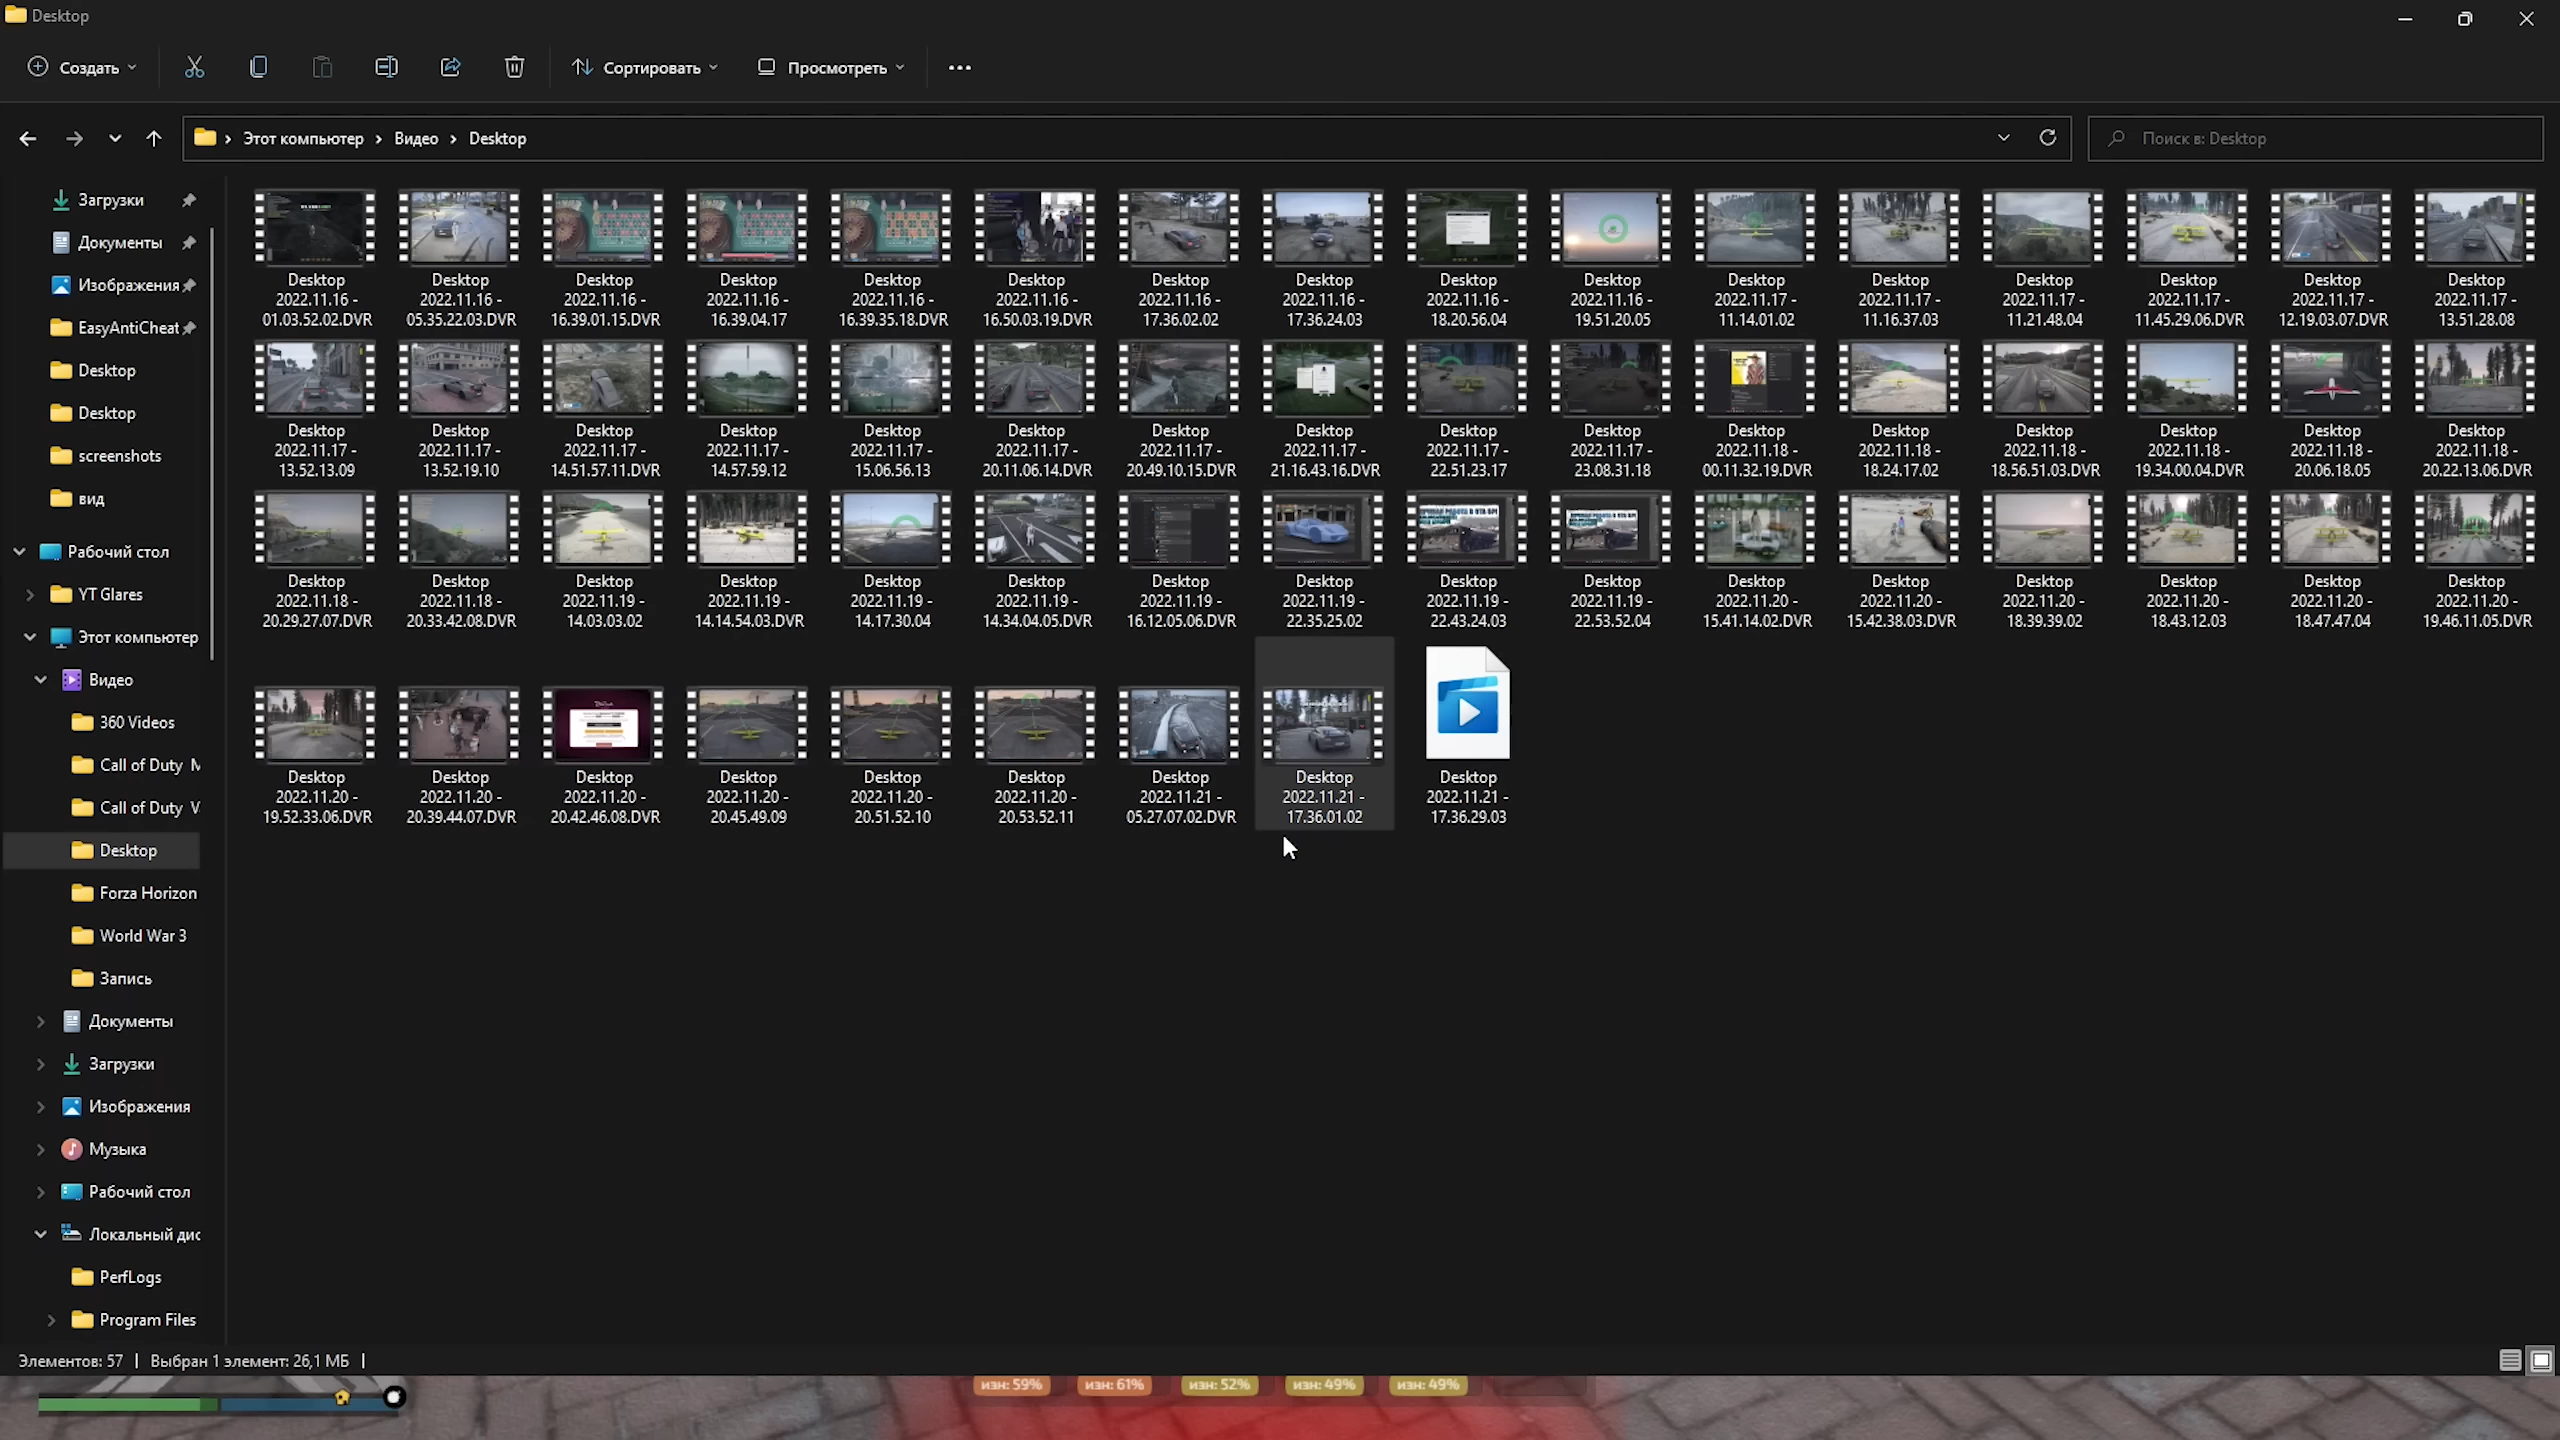 Desktop
Создать
Сортировать
Просмотреть
Этот компьютер
Видео
Desktop
Поиск в: Desktop
Загрузки
Документы
Изображения
EasyAntiCheat
Desktop
Desktop
screenshots
вид
Рабочий стол
YT Glares
Этот компьютер
Видео
360 Videos
Call of Duty
Call of Duty
Desktop
Forza Horizon
World War 3
Запись
Документы
Загрузки
Изображения
Музыка
Рабочий стол
Локальный дис
PerfLogs
Program Files
Desktop
2022.11.16 -
01.03.52.02.DVR
Desktop
2022.11.16 -
05.35.22.03.DVR
Desktop
2022.11.16 -
16.39.01.15.DVR
Desktop
2022.11.16 -
16.39.04.17
Desktop
2022.11.16 -
16.39.35.18.DVR
Desktop
2022.11.16 -
16.50.03.19.DVR
Desktop
2022.11.16 -
17.36.02.02
Desktop
2022.11.16 -
17.36.24.03
Desktop
2022.11.16 -
18.20.56.04
Desktop
2022.11.16 -
19.51.20.05
Desktop
2022.11.17 -
11.14.01.02
Desktop
2022.11.17 -
11.16.37.03
Desktop
2022.11.17 -
11.21.48.04
Desktop
2022.11.17 -
11.45.29.06.DVR
Desktop
2022.11.17 -
12.19.03.07.DVR
Desktop
2022.11.17 -
13.51.28.08
Desktop
2022.11.17 -
13.52.13.09
Desktop
2022.11.17 -
13.52.19.10
Desktop
2022.11.17 -
14.51.57.11.DVR
Desktop
2022.11.17 -
14.57.59.12
Desktop
2022.11.17 -
15.06.56.13
Desktop
2022.11.17 -
20.11.06.14.DVR
Desktop
2022.11.17 -
20.49.10.15.DVR
Desktop
2022.11.17 -
21.16.43.16.DVR
Desktop
2022.11.17 -
22.51.23.17
Desktop
2022.11.17 -
23.08.31.18
Desktop
2022.11.18 -
00.11.32.19.DVR
Desktop
2022.11.18 -
18.24.17.02
Desktop
2022.11.18 -
18.56.51.03.DVR
Desktop
2022.11.18 -
19.34.00.04.DVR
Desktop
2022.11.18 -
20.06.18.05
Desktop
2022.11.18 -
20.22.13.06.DVR
Desktop
2022.11.18 -
20.29.27.07.DVR
Desktop
2022.11.18 -
20.33.42.08.DVR
Desktop
2022.11.19 -
14.03.03.02
Desktop
2022.11.19 -
14.14.54.03.DVR
Desktop
2022.11.19 -
14.17.30.04
Desktop
2022.11.19 -
14.34.04.05.DVR
Desktop
2022.11.19 -
16.12.05.06.DVR
Desktop
2022.11.19 -
22.35.25.02
Desktop
2022.11.19 -
22.43.24.03
Desktop
2022.11.19 -
22.53.52.04
Desktop
2022.11.20 -
15.41.14.02.DVR
Desktop
2022.11.20 -
15.42.38.03.DVR
Desktop
2022.11.20 -
18.39.39.02
Desktop
2022.11.20 -
18.43.12.03
Desktop
2022.11.20 -
18.47.47.04
Desktop
2022.11.20 -
19.46.11.05.DVR
Desktop
2022.11.20 -
19.52.33.06.DVR
Desktop
2022.11.20 -
20.39.44.07.DVR
Desktop
2022.11.20 -
20.42.46.08.DVR
Desktop
2022.11.20 -
20.45.49.09
Desktop
2022.11.20 -
20.51.52.10
Desktop
2022.11.20 -
20.53.52.11
Desktop
2022.11.21 -
05.27.07.02.DVR
Desktop
2022.11.21 -
17.36.01.02
Desktop
2022.11.21 -
17.36.29.03
Элементов: 57
Выбран 1 элемент: 26,1 МБ
изн: 59%
изн: 61%
изн: 52%
изн: 49%
изн: 49%